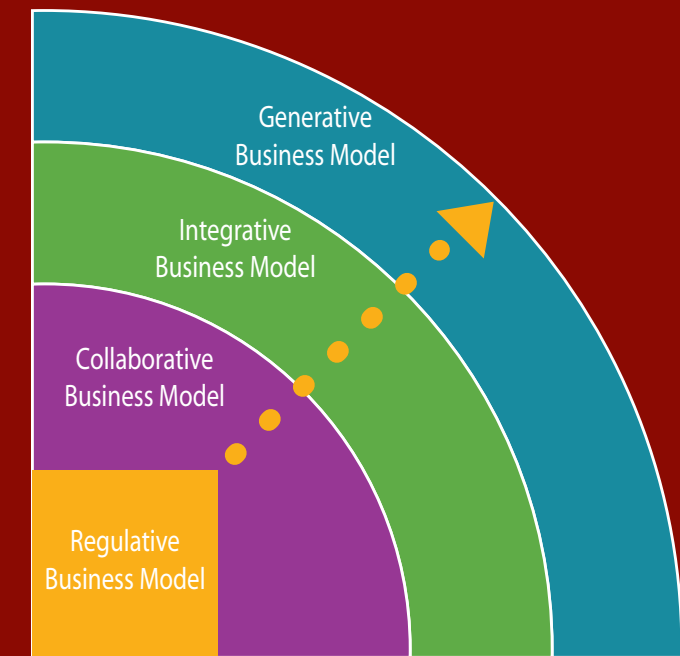 Generative
Business Model
Integrative
Business Model
Collaborative
Business Model
Regulative
Business Model